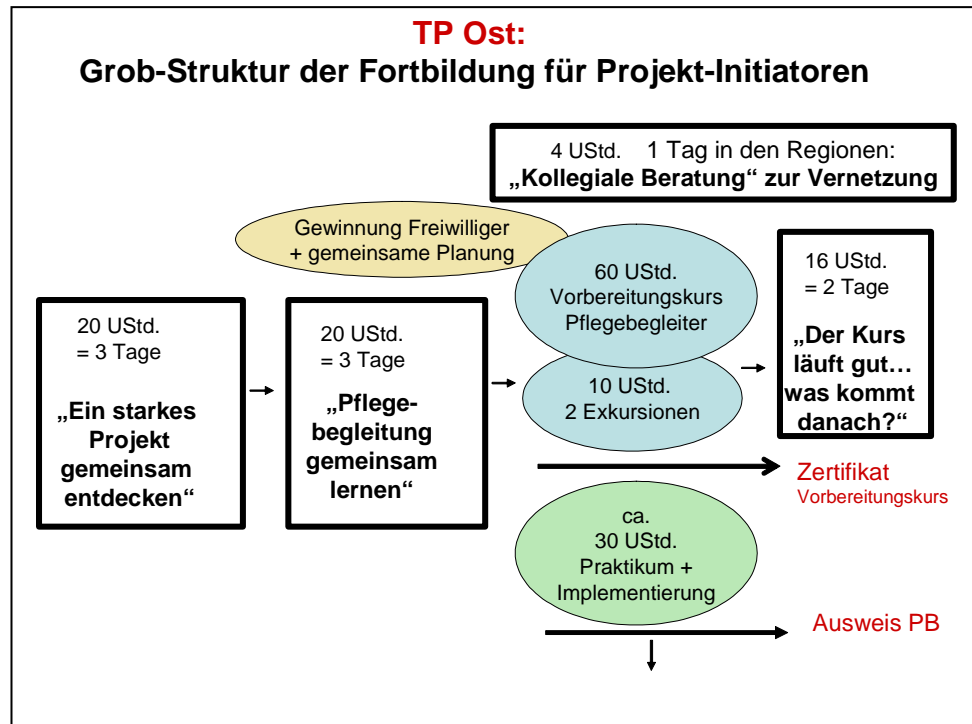 TP Ost:
Grob-Struktur der Fortbildung für Projekt-Initiatoren
4 UStd. 1 Tag in den Regionen:
„Kollegiale Beratung“ zur Vernetzung
Gewinnung Freiwilliger
+ gemeinsame Planung
20 UStd.
= 3 Tage
„Ein starkes
Projekt
gemeinsam
entdecken“
20 UStd.
= 3 Tage
„Pflege-
begleitung
gemeinsam
lernen“
60 UStd.
Vorbereitungskurs
Pflegebegleiter
10 UStd.
2 Exkursionen
16 UStd.
= 2 Tage
„Der Kurs
läuft gut…
was kommt
danach?“
Zertifikat
Vorbereitungskurs
ca.
30 UStd.
Praktikum +
Implementierung
Ausweis PB